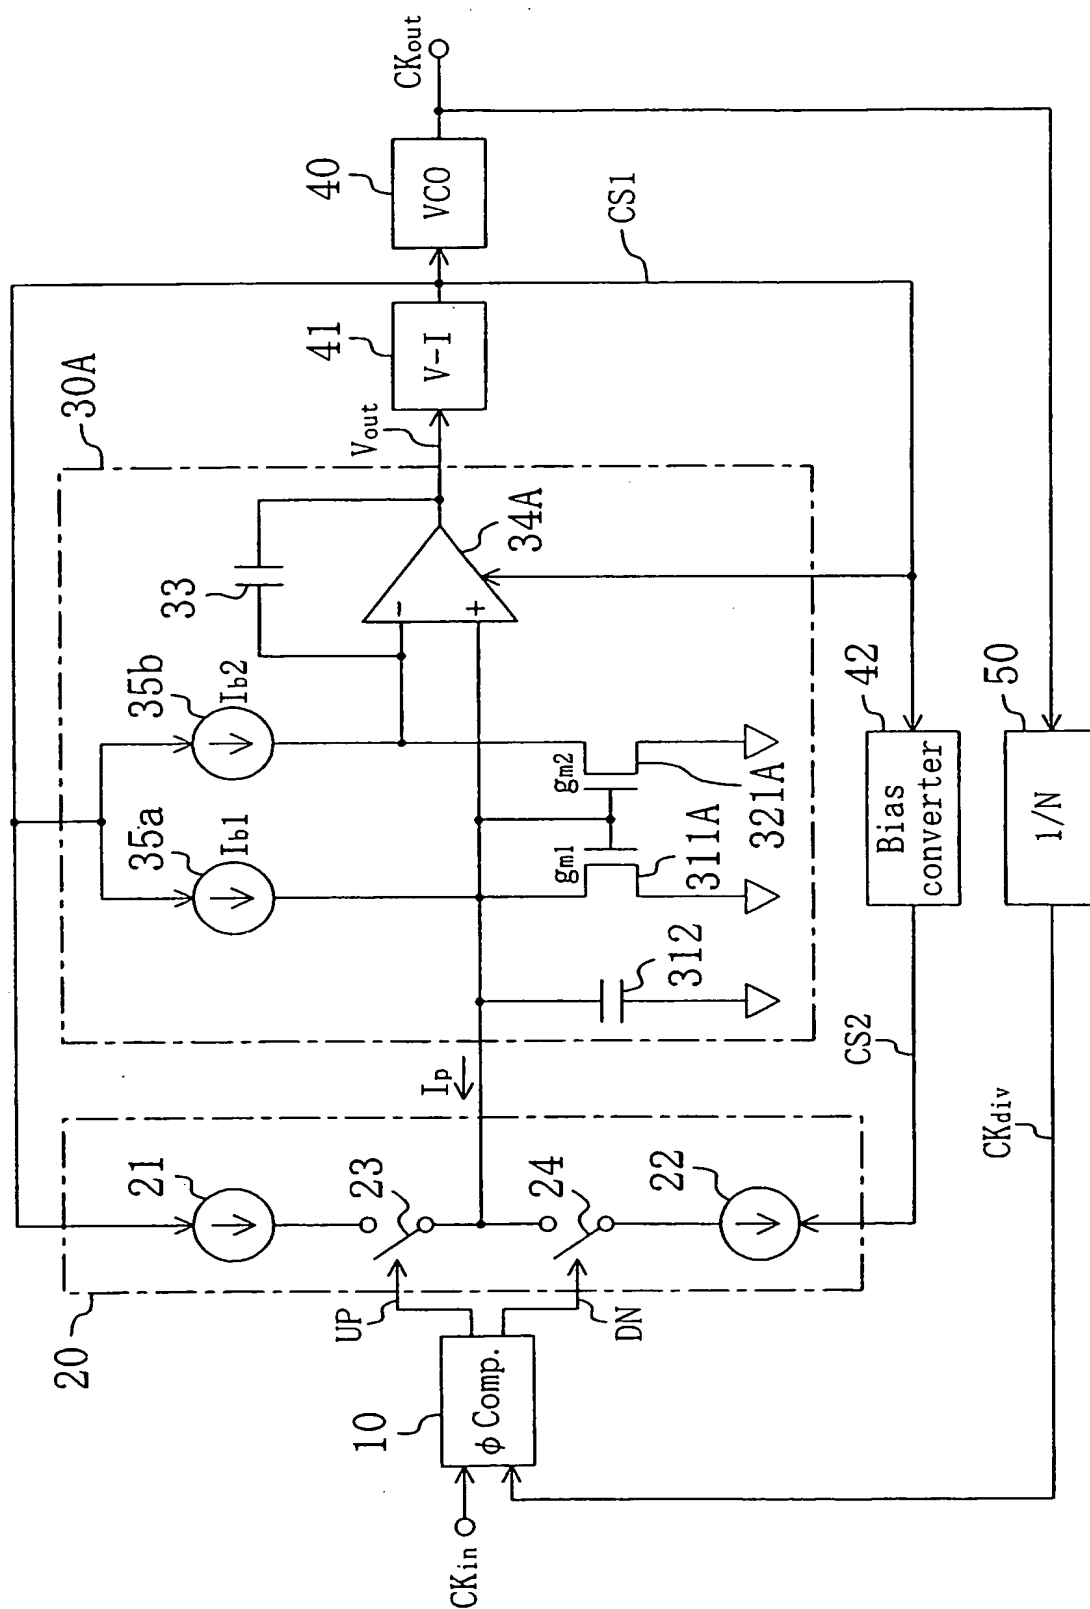 20
21
23
24
22
UP
DN
10
φ Comp.
CKin
Ip
30A
35a
35b
Ib1
Ib2
33
-
+
34A
gm1
gm2
311A
321A
312
Vout
41
V-I
40
VCO
CKout
CS1
42
Bias
converter
CS2
50
1/N
CKdiv